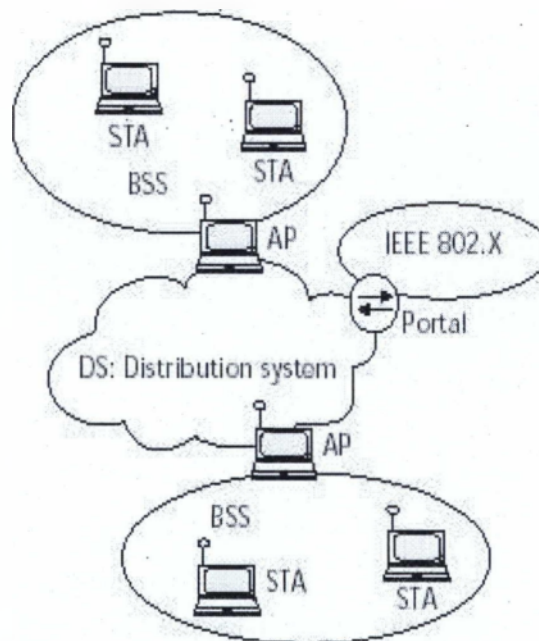 STA
STA
BSS
AP
IEEE 802.X
Portal
DS: Distribution system
AP
BSS
STA
STA